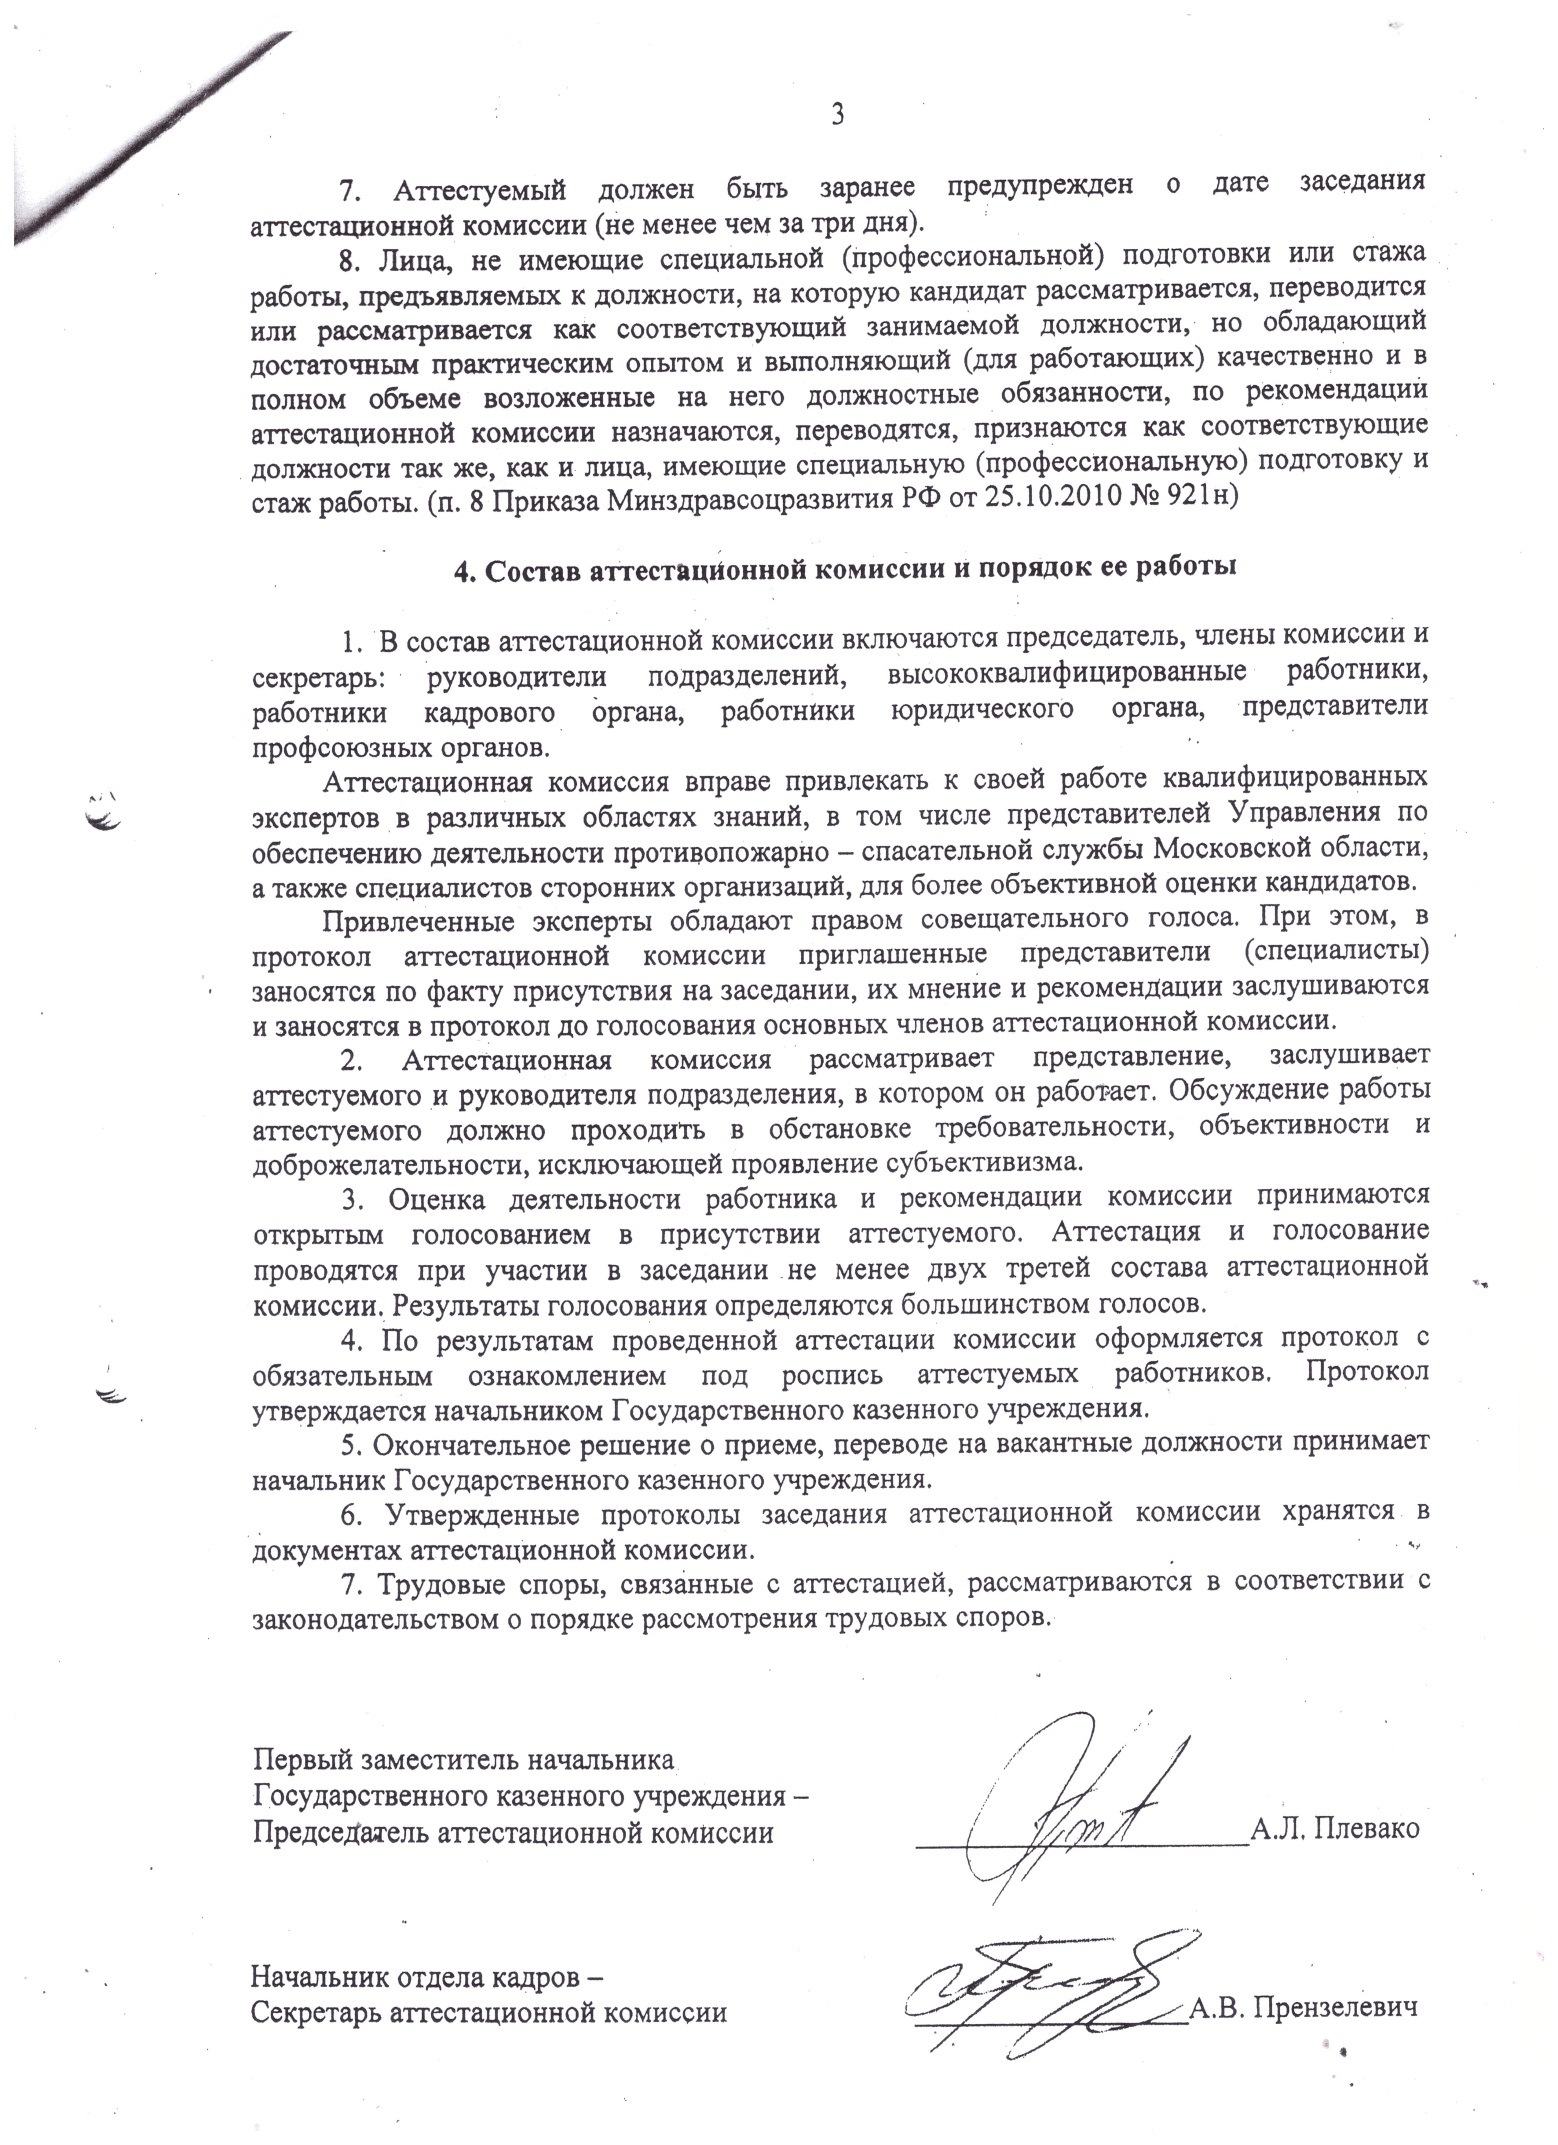 3
7. Аттестуемый должен быть заранее предупрежден о дате заседания
аттестационной комиссии (не менее чем за три дня).
8. Лица, не имеющие специальной (профессиональной) подготовки или стажа
работы, предъявляемых к должности, на которую кандидат рассматривается, переводится
или рассматривается как соответствующий занимаемой должности, но обладающий
достаточным практическим опытом и выполняющий (для работающих) качественно и в
полном объеме возложенные на него должностные обязанности, по рекомендации
аттестационной комиссии назначаются, переводятся, признаются как соответствующие
должности так же, как и лица, имеющие специальную (профессиональную) подготовку и
стаж работы. (п. 8 Приказа Минздравсоцразвития РФ от 25.10.2010 № 921н)
4. Состав аттестационной комиссии и порядок ее работы
1. В состав аттестационной комиссии включаются председатель, члены комиссии и
секретарь: руководители подразделений, высококвалифицированные работники,
работники кадрового органа, работники юридического органа, представители
профсоюзных органов.
Аттестационная комиссия вправе привлекать к своей работе квалифицированных
экспертов в различных областях знаний, в том числе представителей Управления по
обеспечению деятельности противопожарно – спасательной службы Московской области,
а также специалистов сторонних организаций, для более объективной оценки кандидатов.
Привлеченные эксперты обладают правом совещательного голоса. При этом, в
протокол аттестационной комиссии приглашенные представители (специалисты)
заносятся по факту присутствия на заседании, их мнение и рекомендации заслушиваются
и заносятся в протокол до голосования основных членов аттестационной комиссии.
2. Аттестационная комиссия рассматривает представление, заслушивает
аттестуемого и руководителя подразделения, в котором он работает. Обсуждение работы
аттестуемого должно проходить в обстановке требовательности, объективности и
доброжелательности, исключающей проявление субъективизма.
3. Оценка деятельности работника и рекомендации комиссии принимаются
открытым голосованием в присутствии аттестуемого. Аттестация и голосование
проводятся при участии в заседании не менее двух третей состава аттестационной
комиссии. Результаты голосования определяются большинством голосов.
4. По результатам проведенной аттестации комиссии оформляется протокол с
обязательным ознакомлением под роспись аттестуемых работников. Протокол
утверждается начальником Государственного казенного учреждения.
5. Окончательное решение о приеме, переводе на вакантные должности принимает
начальник Государственного казенного учреждения.
6. Утвержденные протоколы заседания аттестационной комиссии хранятся в
документах аттестационной комиссии.
7. Трудовые споры, связанные с аттестацией, рассматриваются в соответствии с
законодательством о порядке рассмотрения трудовых споров.
Первый заместитель начальника
Государственного казенного учреждения –
Председатель аттестационной комиссии А.Л. Плевако
Начальник отдела кадров –
Секретарь аттестационной комиссии А.В. Прензелевич